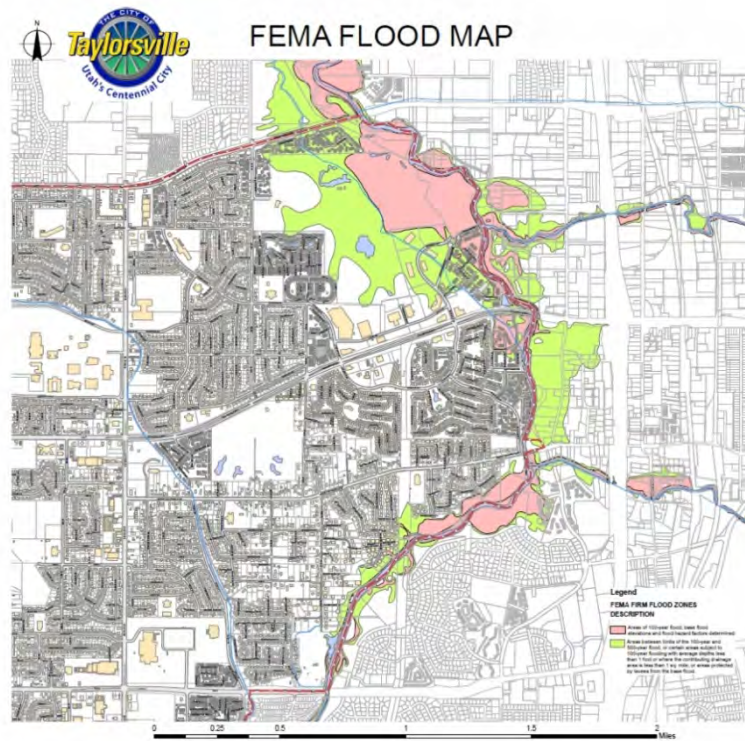 N
THE CITY OF
Taylorsville
Utah's Centennial City
FEMA FLOOD MAP
Legend
FEMA FIRM FLOOD ZONES
DESCRIPTION
Areas of 100-year flood; base flood
elevations and flood hazard factors determined
Areas between limits of the 100-year and
500-year flood; or certain areas subject to
100-year flooding with average depths less
than 1 foot or where the contributing drainage
area is less than 1 sq. mile; or areas protected
by levees from the base flood.
0 0.25 0.5 1 1.5 2
Miles